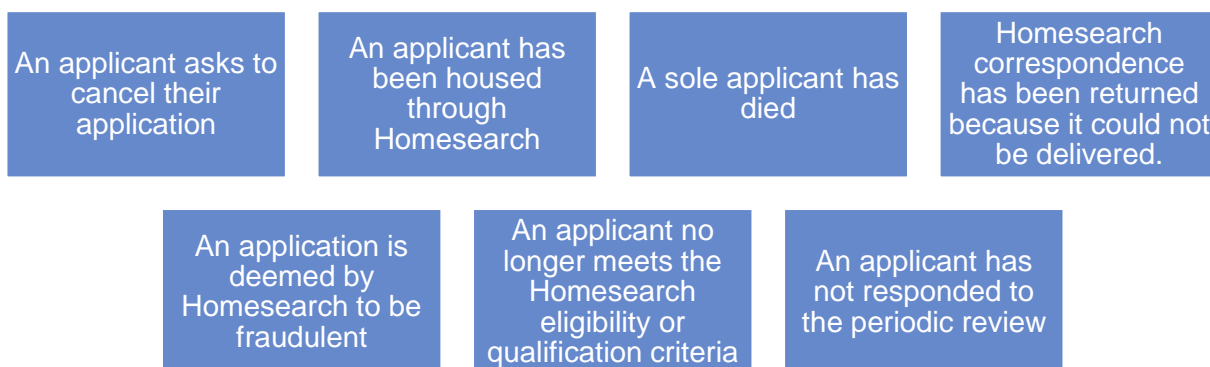 An applicant asks to
cancel their
application
An applicant has
been housed
through
Homesearch
A sole applicant has
died
Homesearch
correspondence
has been returned
because it could not
be delivered.
An application is
deemed by
Homesearch to be
fraudulent
An applicant no
longer meets the
Homesearch
eligibility or
qualification criteria
An applicant has
not responded to
the periodic review